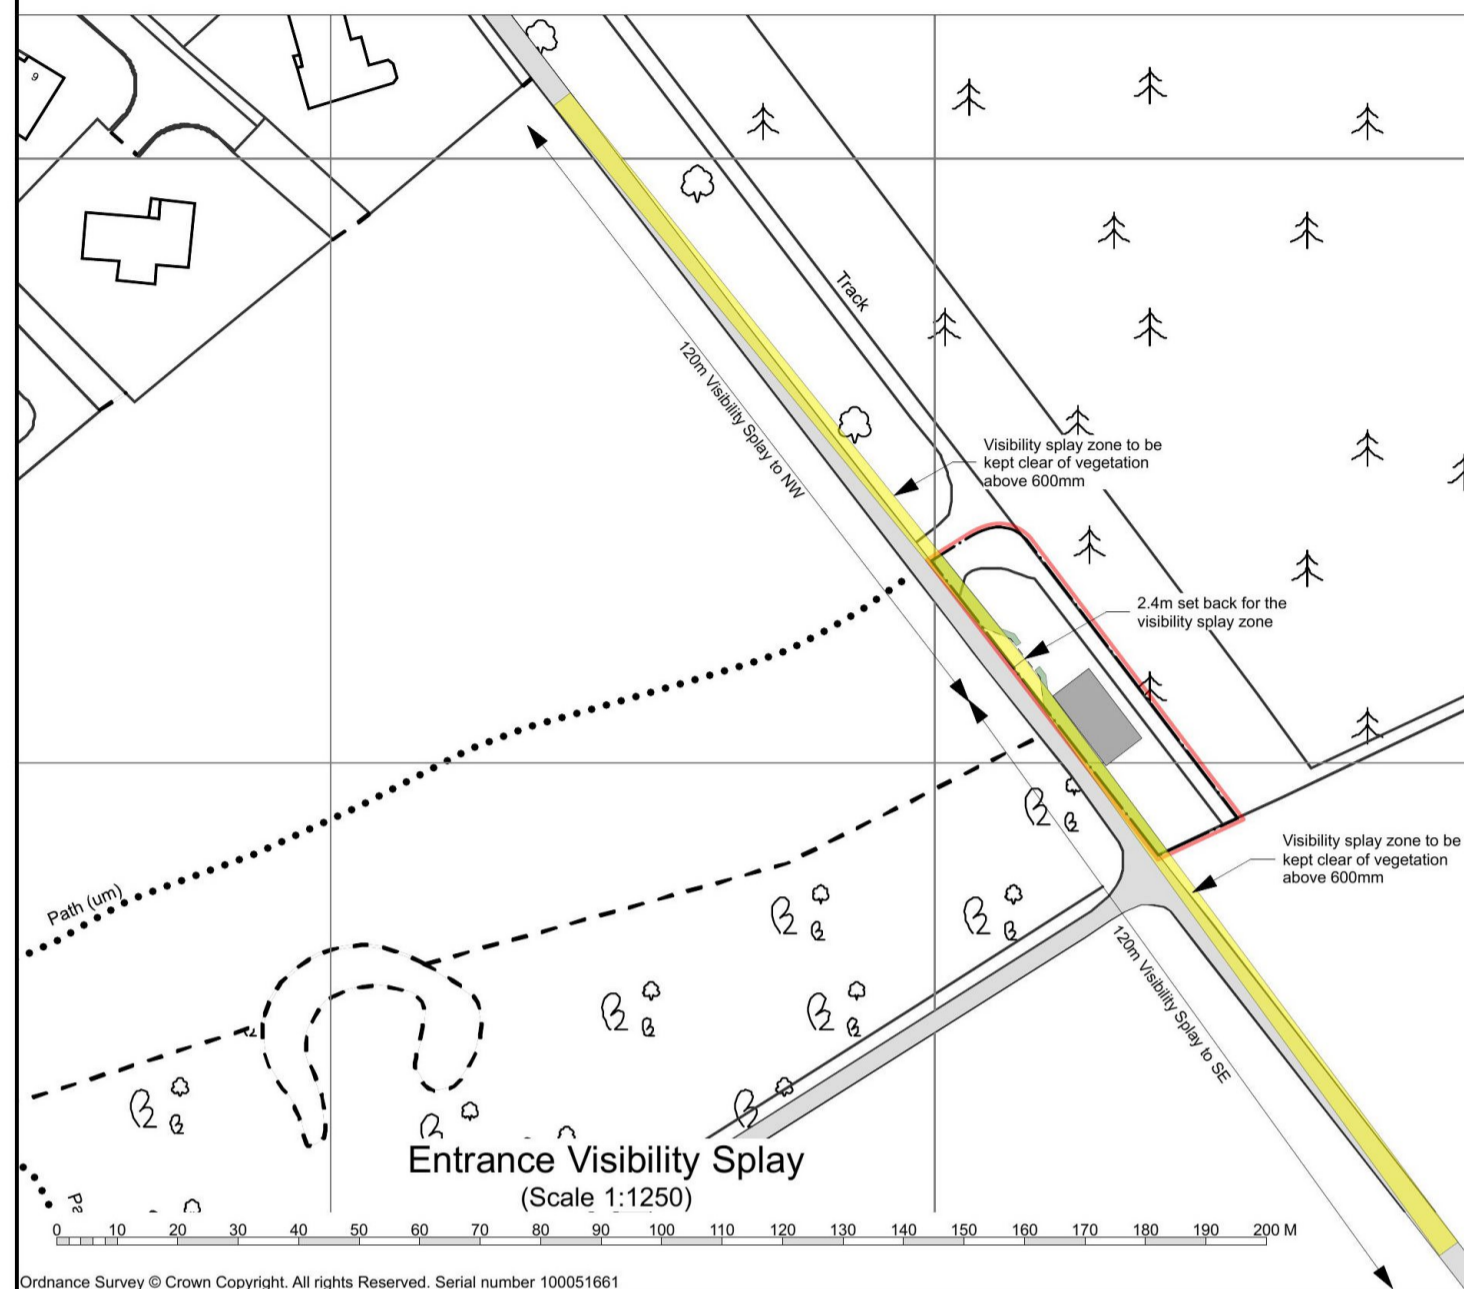 9
Track
120m Visibility Splay to NW
Visibility splay zone to be
kept clear of vegetation
above 600mm
2.4m set back for the
visibility splay zone
Visibility splay zone to be
kept clear of vegetation
above 600mm
Path (um)
120m Visibility Splay to SE
Pa
Entrance Visibility Splay
(Scale 1:1250)
0 10 20 30 40 50 60 70 80 90 100 110 120 130 140 150 160 170 180 190 200 M
Ordnance Survey © Crown Copyright. All rights Reserved. Serial number 100051661